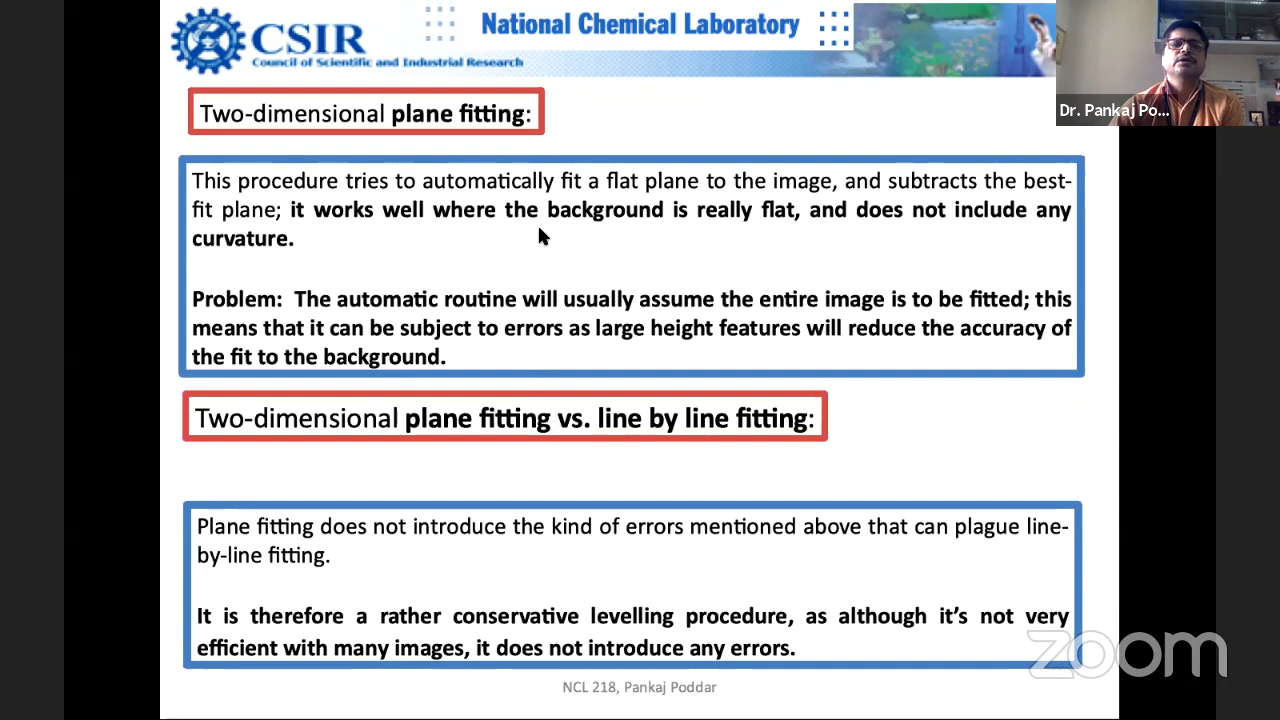 CSIR
Council of Scientific and Industrial Research
National Chemical Laboratory
Dr. Pankaj Po...
Two-dimensional plane fitting:
This procedure tries to automatically fit a flat plane to the image, and subtracts the best-
fit plane; it works well where the background is really flat, and does not include any
curvature.
Problem: The automatic routine will usually assume the entire image is to be fitted; this
means that it can be subject to errors as large height features will reduce the accuracy of
the fit to the background.
Two-dimensional plane fitting vs. line by line fitting:
Plane fitting does not introduce the kind of errors mentioned above that can plague line-
by-line fitting.
It is therefore a rather conservative levelling procedure, as although it's not very
efficient with many images, it does not introduce any errors.
zoom
NCL 218, Pankaj Poddar